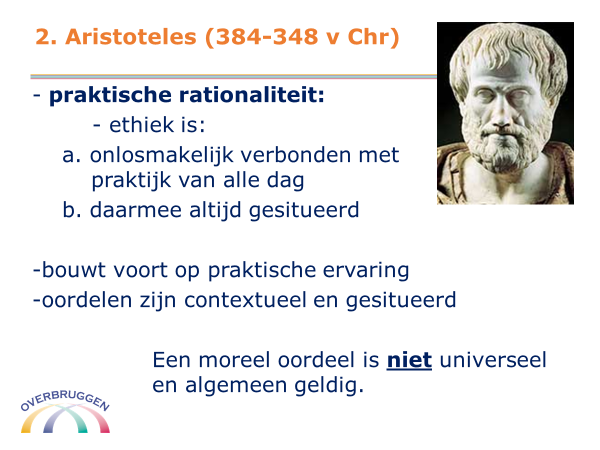 2. Aristoteles (384-348 v Chr)
- praktische rationaliteit:
- ethiek is:
a. onlosmakelijk verbonden met
praktijk van alle dag
b. daarmee altijd gesitueerd
-bouwt voort op praktische ervaring
-oordelen zijn contextueel en gesitueerd
Een moreel oordeel is niet universeel
en algemeen geldig.
OVERBRUGGEN